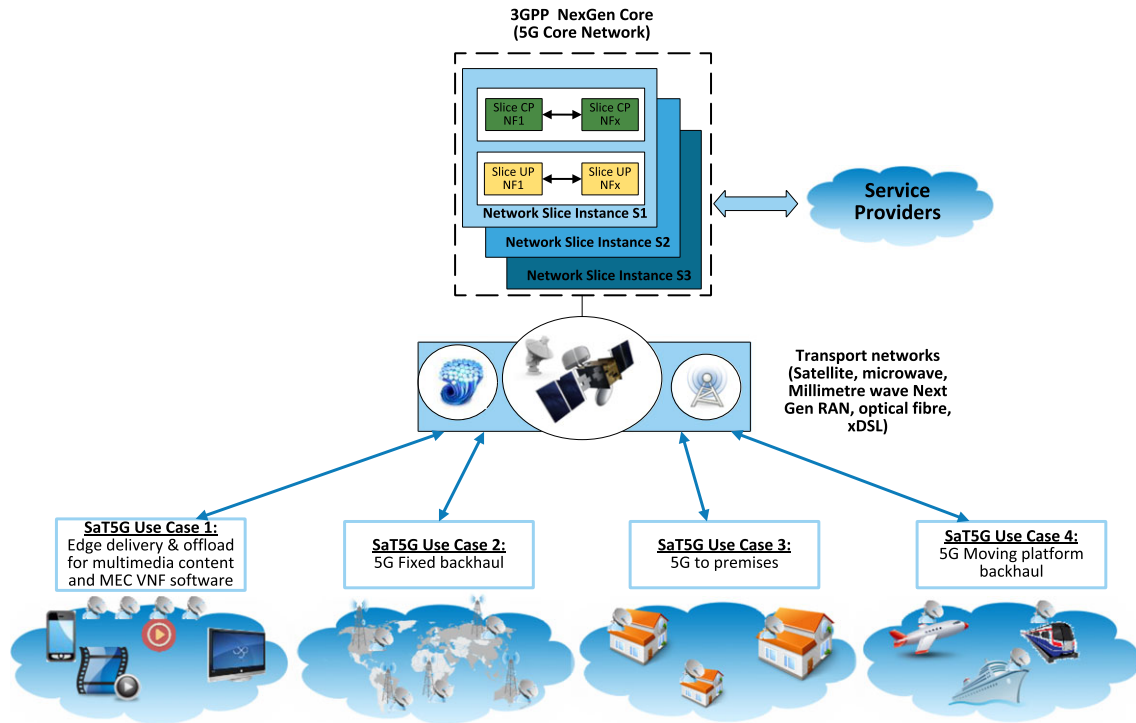 3GPP  NexGen Core
(5G Core Network)
Slice CP
NF1
Slice CP
NFx
Slice UP
NF1
Slice UP
NFx
Network Slice Instance S1
Network Slice Instance S2
Network Slice Instance S3
Service
Providers
Transport networks
(Satellite, microwave,
Millimetre wave Next
Gen RAN, optical fibre,
xDSL)
SaT5G Use Case 1:
Edge delivery & offload
for multimedia content
and MEC VNF software
SaT5G Use Case 2:
5G Fixed backhaul
SaT5G Use Case 3:
5G to premises
SaT5G Use Case 4:
5G Moving platform
backhaul